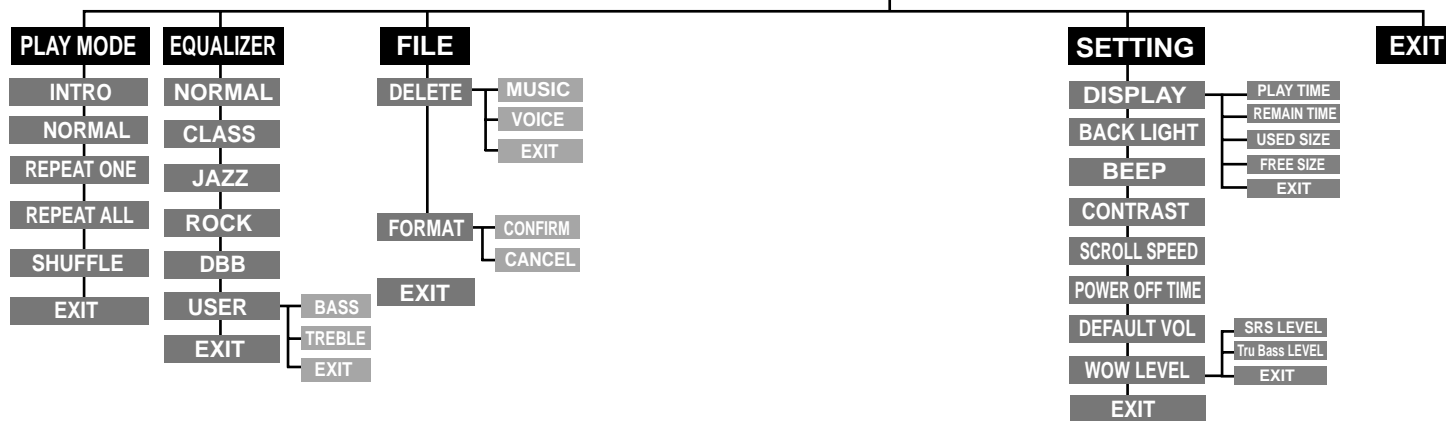 PLAY MODE
INTRO
NORMAL
REPEAT ONE
REPEAT ALL
SHUFFLE
EXIT
EQUALIZER
NORMAL
CLASS
JAZZ
ROCK
DBB
USER
BASS
TREBLE
EXIT
EXIT
FILE
DELETE
MUSIC
VOICE
EXIT
FORMAT
CONFIRM
CANCEL
EXIT
SETTING
DISPLAY
PLAY TIME
REMAIN TIME
USED SIZE
FREE SIZE
EXIT
BACK LIGHT
BEEP
CONTRAST
SCROLL SPEED
POWER OFF TIME
DEFAULT VOL
WOW LEVEL
SRS LEVEL
Tru Bass LEVEL
EXIT
EXIT
EXIT